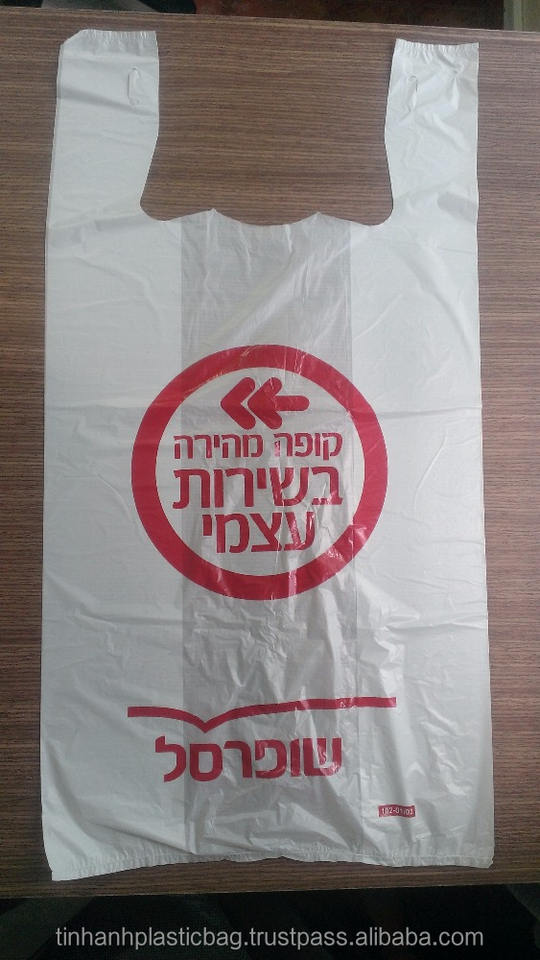 קופה מהירה
בשירות
עצמי
שופרסל
tinhanhplasticbag.trustpass.alibaba.com